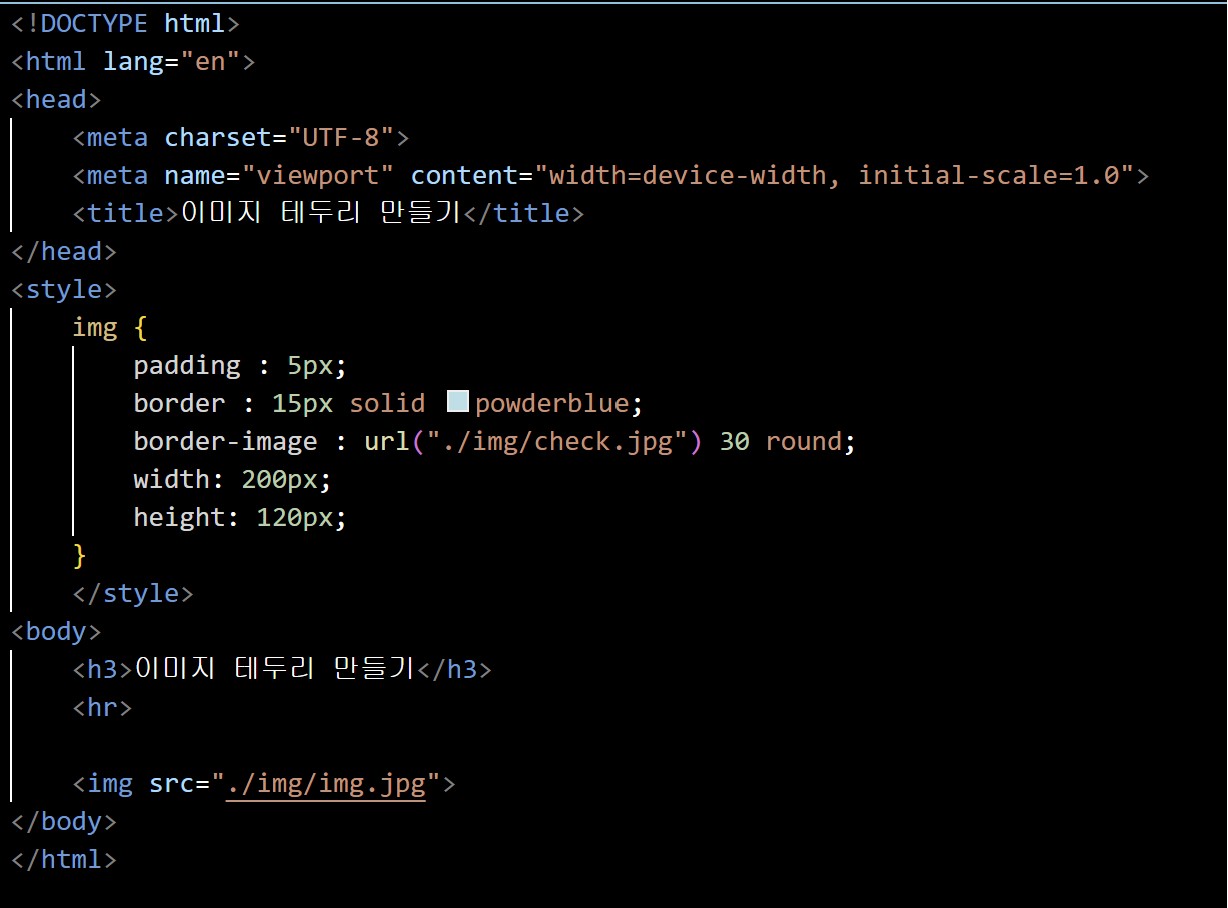 <!DOCTYPE html>
<html lang="en">
<head>
    <meta charset="UTF-8">
    <meta name="viewport" content="width=device-width, initial-scale=1.0">
    <title>이미지 테두리 만들기</title>
</head>
<style>
    img {
        padding : 5px;
        border : 15px solid powderblue;
        border-image : url("./img/check.jpg") 30 round;
        width: 200px;
        height: 120px;
    }
    </style>
<body>
    <h3>이미지 테두리 만들기</h3>
    <hr>

    <img src="./img/img.jpg">
</body>
</html>